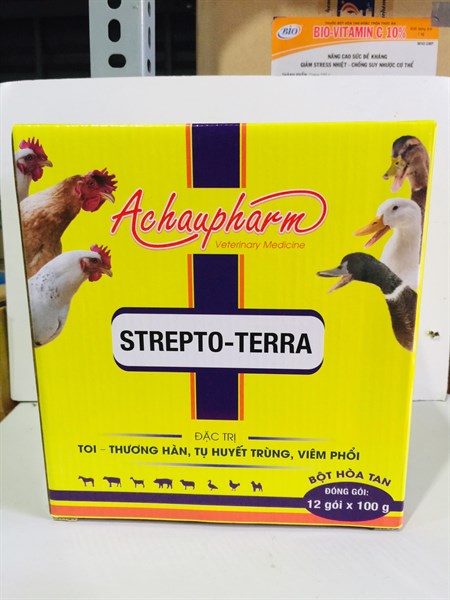 BIO
BIO-VITAMIN C 10%
NÂNG CAO SỨC ĐỀ KHÁNG
GIẢM STRESS NHIỆT - CHỐNG SUY NHƯỢC CƠ THỂ
Achaupharm
Veterinary Medicine
STREPTO-TERRA
ĐẶC TRỊ
TOI – THƯƠNG HÀN, TỤ HUYẾT TRÙNG, VIÊM PHỔI
BỘT HÒA TAN
ĐÓNG GÓI:
12 gói x 100 g